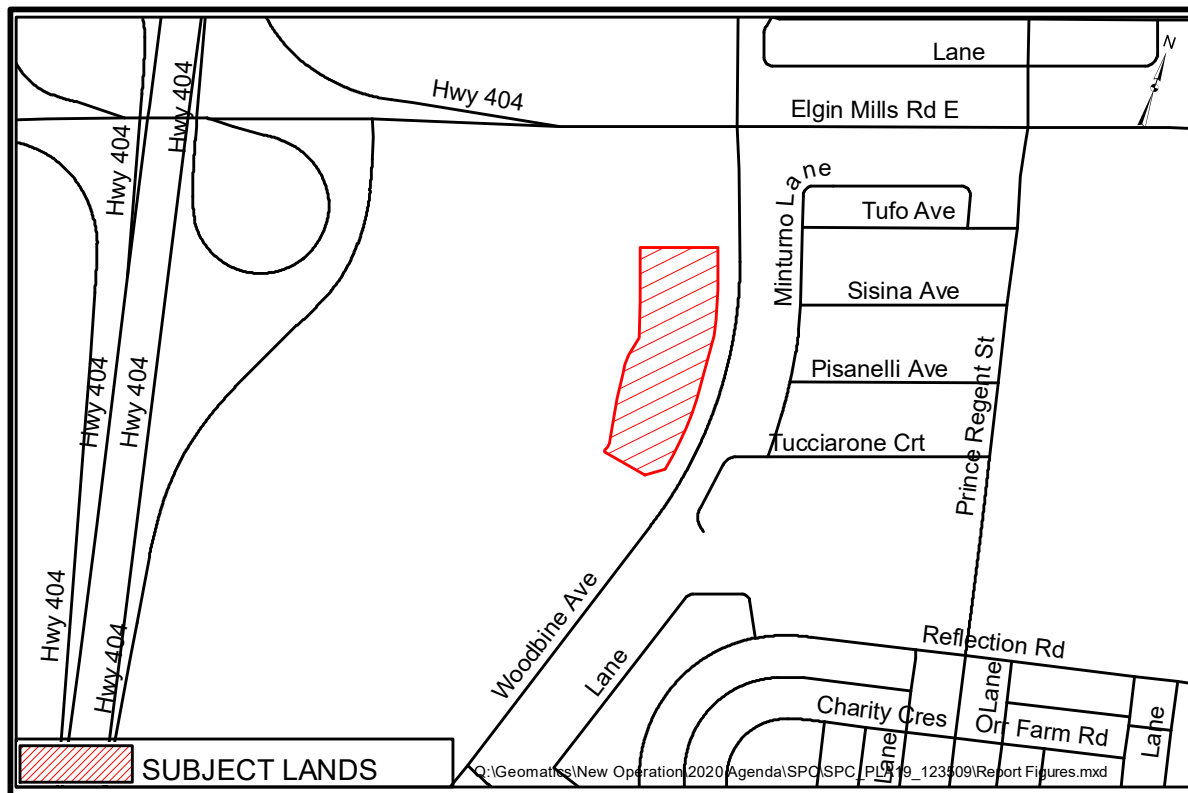 Lane
N
Hwy 404
Hwy 404
Elgin Mills Rd E
Hwy 404
Minturno Lane
Tufo Ave
Sisina Ave
Pisanelli Ave
Prince Regent St
Hwy 404
Hwy 404
Tucciarone Crt
Hwy 404
Hwy 404
Woodbine Ave
Lane
Reflection Rd
Lane
Charity Cres
Orr Farm Rd
Lane
Lane
SUBJECT LANDS
Q:\Geomatics\New Operation\2020 Agenda\SPC\SPC_PLA19_123509\Report Figures.mxd